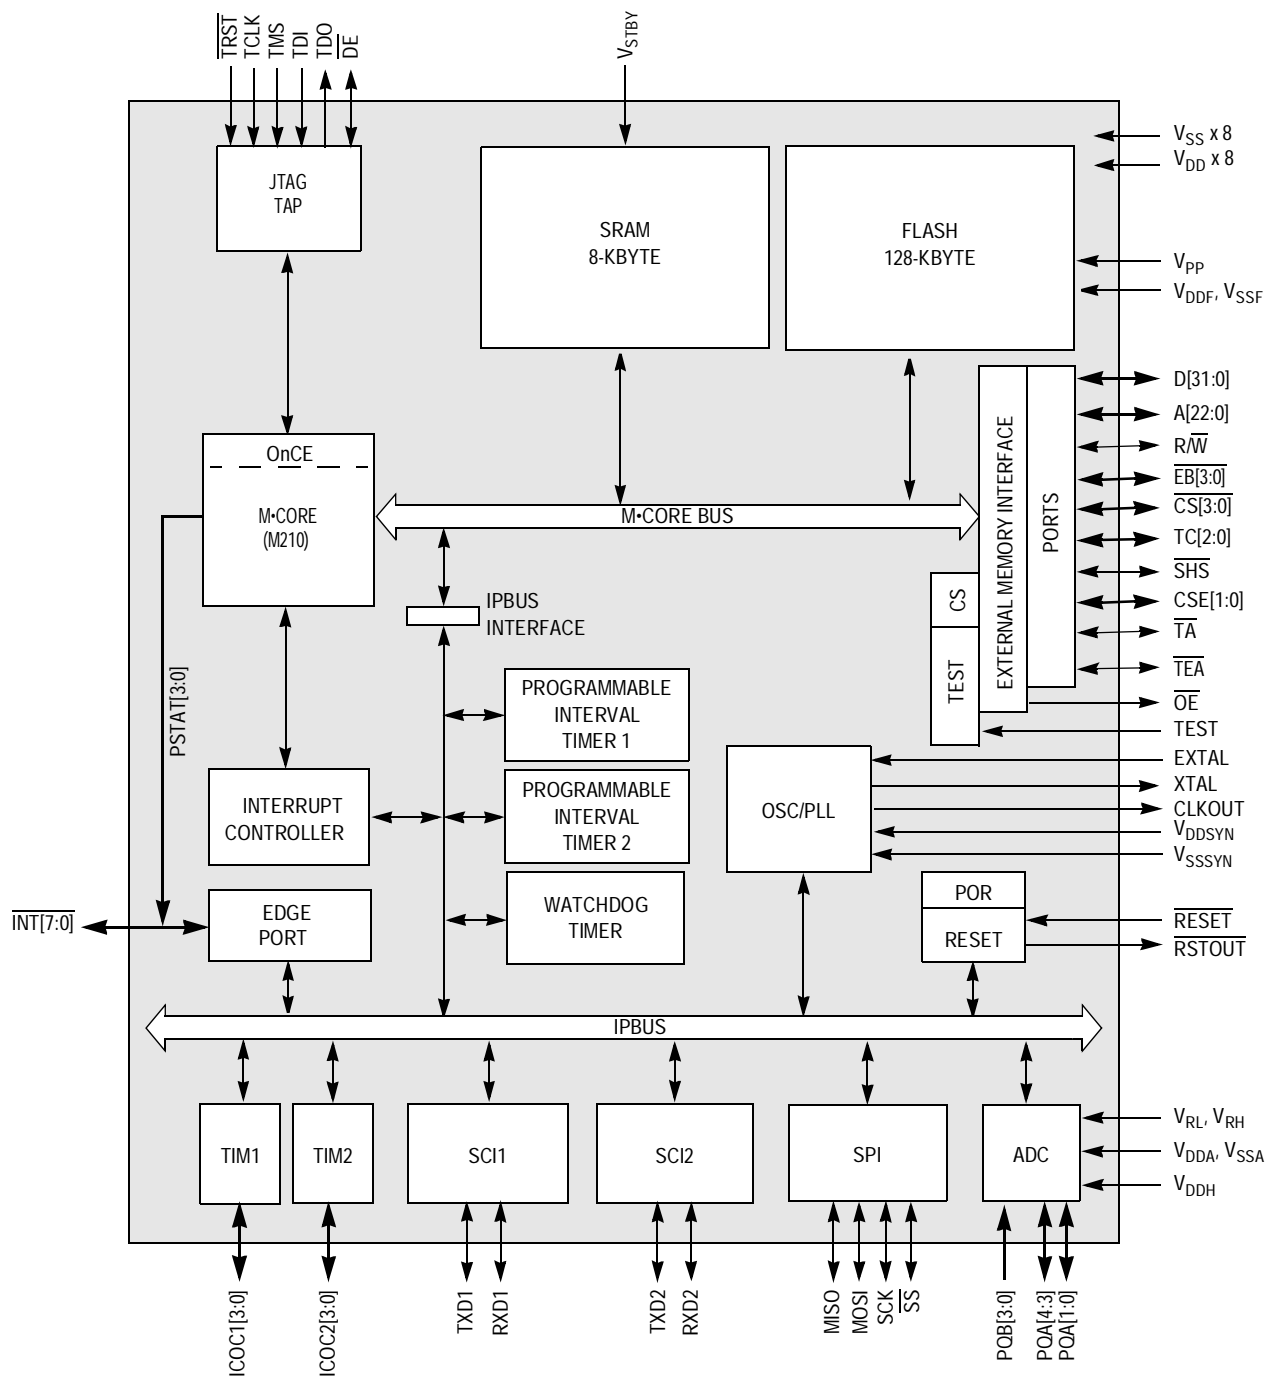 TRST
TCLK
TMS
TDI
TDO
DE
VSTBY
JTAG
TAP
SRAM
8-KBYTE
FLASH
128-KBYTE
VSS x 8
VDD x 8
VPP
VDDF, VSSF
OnCE
M•CORE
(M210)
M•CORE BUS
IPBUS
INTERFACE
EXTERNAL MEMORY INTERFACE
PORTS
CS
TEST
D[31:0]
A[22:0]
R/W
EB[3:0]
CS[3:0]
TC[2:0]
SHS
CSE[1:0]
TA
TEA
OE
TEST
EXTAL
XTAL
CLKOUT
VDDSYN
VSSSYN
PSTAT[3:0]
PROGRAMMABLE
INTERVAL
TIMER 1
PROGRAMMABLE
INTERVAL
TIMER 2
WATCHDOG
TIMER
INTERRUPT
CONTROLLER
EDGE
PORT
INT[7:0]
OSC/PLL
POR
RESET
RESET
RSTOUT
IPBUS
TIM1
TIM2
SCI1
SCI2
SPI
ADC
VRL, VRH
VDDA, VSSA
VDDH
ICOC1[3:0]
ICOC2[3:0]
TXD1
RXD1
TXD2
RXD2
MISO
MOSI
SCK
SS
PQB[3:0]
PQA[4:3]
PQA[1:0]